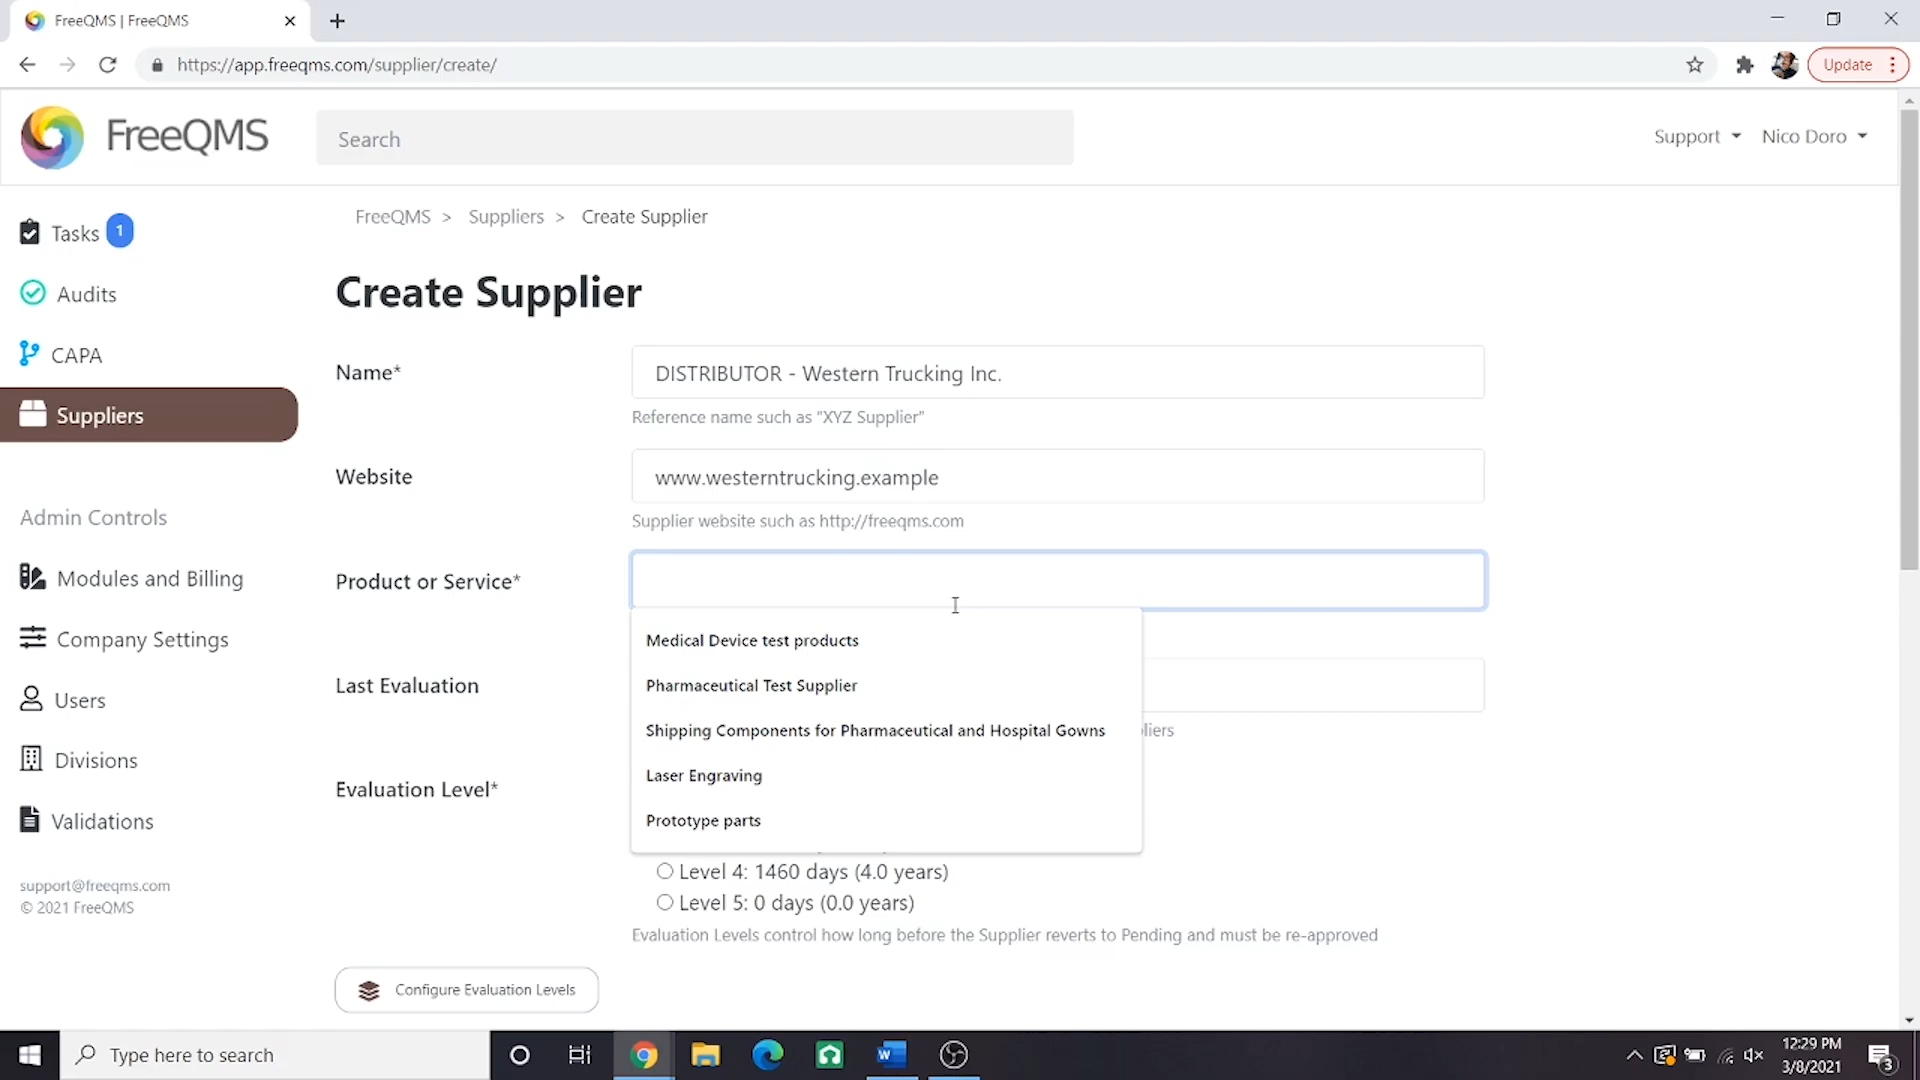 FreeQMS | FreeQMS
https://app.freeqms.com/supplier/create/
Update
FreeQMS
Search
Support
Nico Doro
Tasks 1
Audits
CAPA
Suppliers
Admin Controls
Modules and Billing
Company Settings
Users
Divisions
Validations
support@freeqms.com
© 2021 FreeQMS
FreeQMS > Suppliers > Create Supplier
Create Supplier
Name*
DISTRIBUTOR - Western Trucking Inc.
Reference name such as "XYZ Supplier"
Website
www.westerntrucking.example
Supplier website such as http://freeqms.com
Product or Service*
Medical Device test products
Pharmaceutical Test Supplier
Shipping Components for Pharmaceutical and Hospital Gowns
Laser Engraving
Prototype parts
Last Evaluation
liers
Evaluation Level*
Level 4: 1460 days (4.0 years)
Level 5: 0 days (0.0 years)
Evaluation Levels control how long before the Supplier reverts to Pending and must be re-approved
Configure Evaluation Levels
Type here to search
12:29 PM
3/8/2021
3